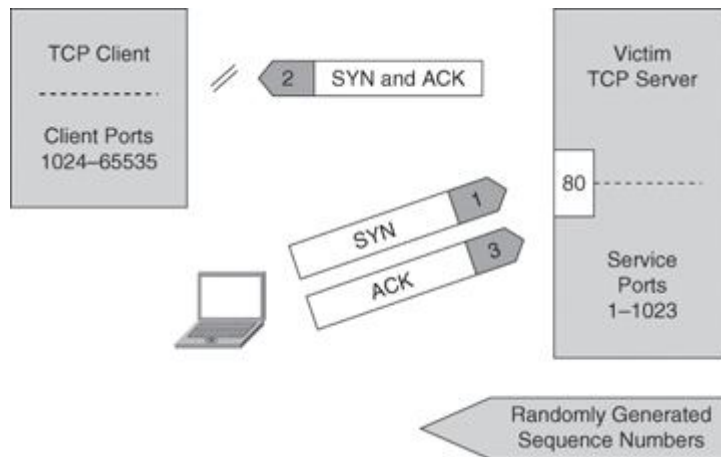 TCP Client
Client Ports
1024–65535
2
SYN and ACK
Victim
TCP Server
80
Service
Ports
1–1023
1
SYN
3
ACK
Randomly Generated
Sequence Numbers